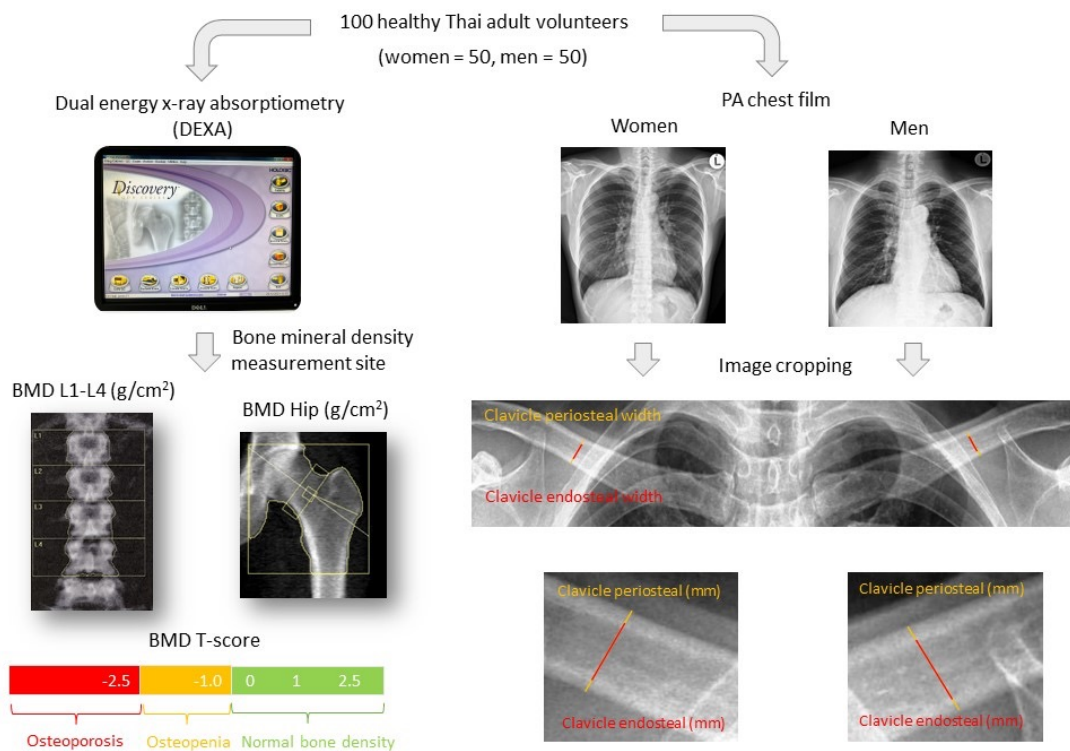 100 healthy Thai adult volunteers
(women = 50, men = 50)
Dual energy x-ray absorptiometry
(DEXA)
HOLOGIC
Discovery
DELL
Bone mineral density
measurement site
BMD L1-L4 (g/cm²)
L1
L2
L3
L4
BMD Hip (g/cm²)
BMD T-score
-2.5 -1.0 0 1 2.5
Osteoporosis Osteopenia Normal bone density
PA chest film
Women Men
L L
Image cropping
Clavicle periosteal width
Clavicle endosteal width
Clavicle periosteal (mm)
Clavicle endosteal (mm)
Clavicle periosteal (mm)
Clavicle endosteal (mm)